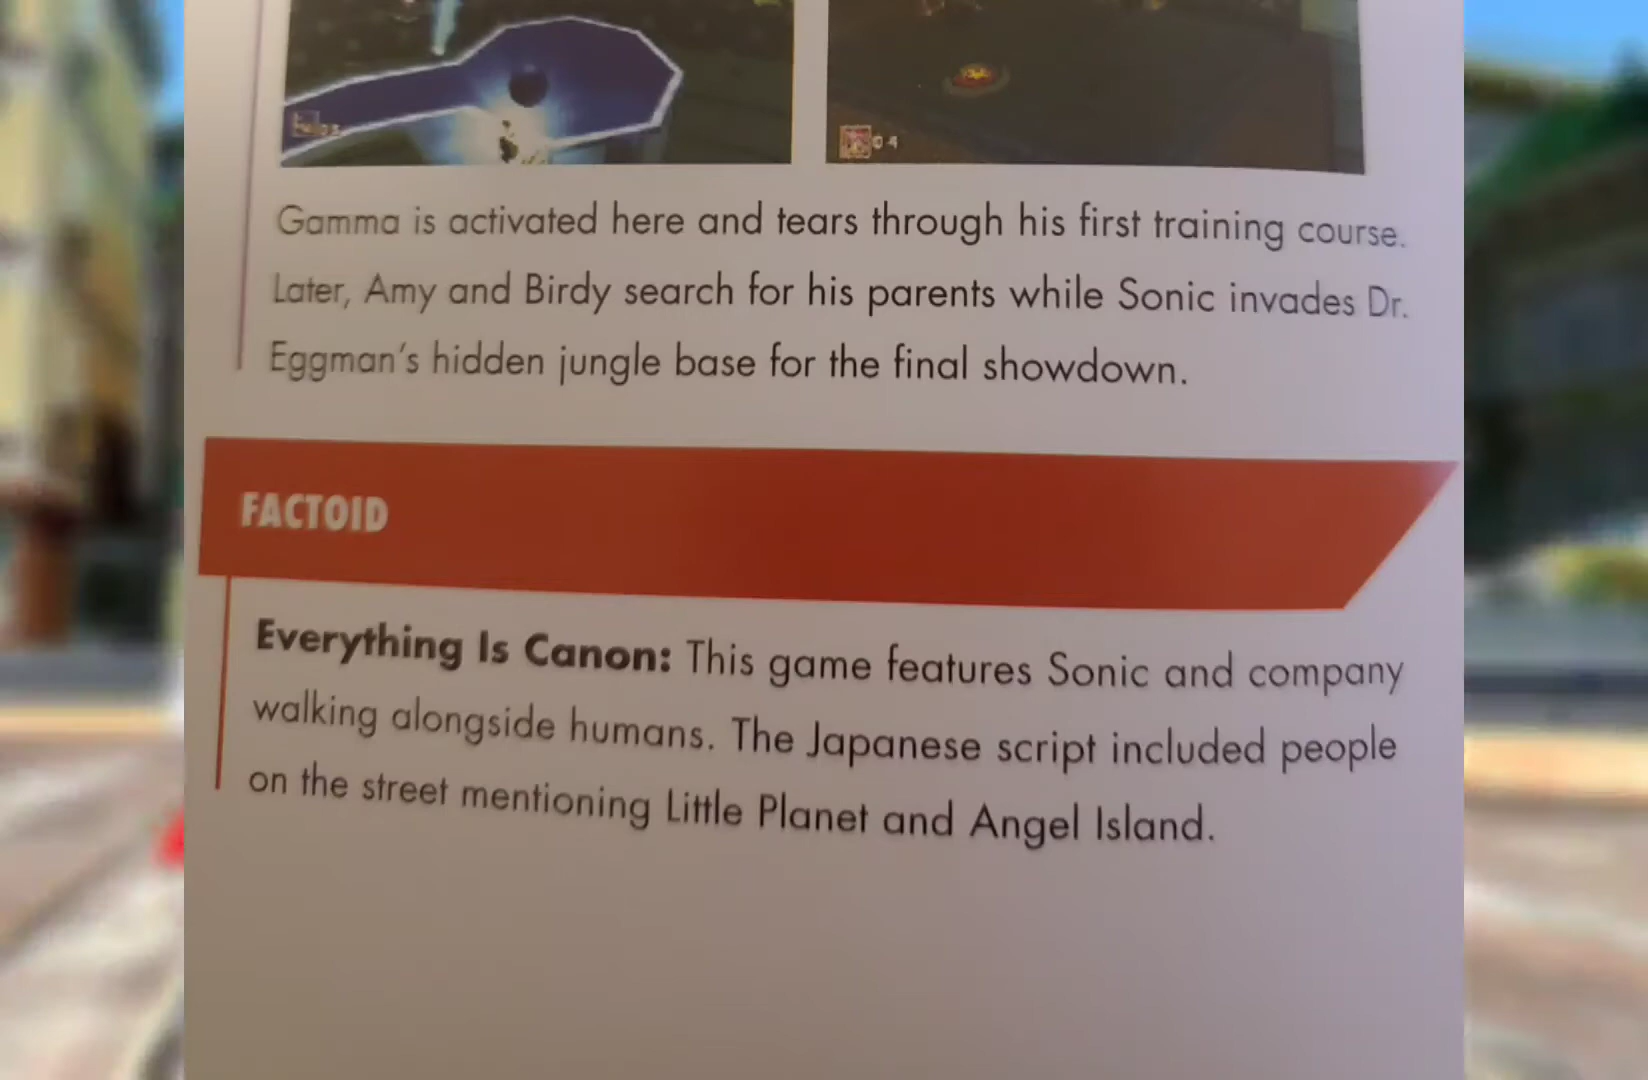 04
Gamma is activated here and tears through his first training course.
Later, Amy and Birdy search for his parents while Sonic invades Dr.
Eggman's hidden jungle base for the final showdown.
FACTOID
Everything Is Canon: This game features Sonic and company
walking alongside humans. The Japanese script included people
on the street mentioning Little Planet and Angel Island.